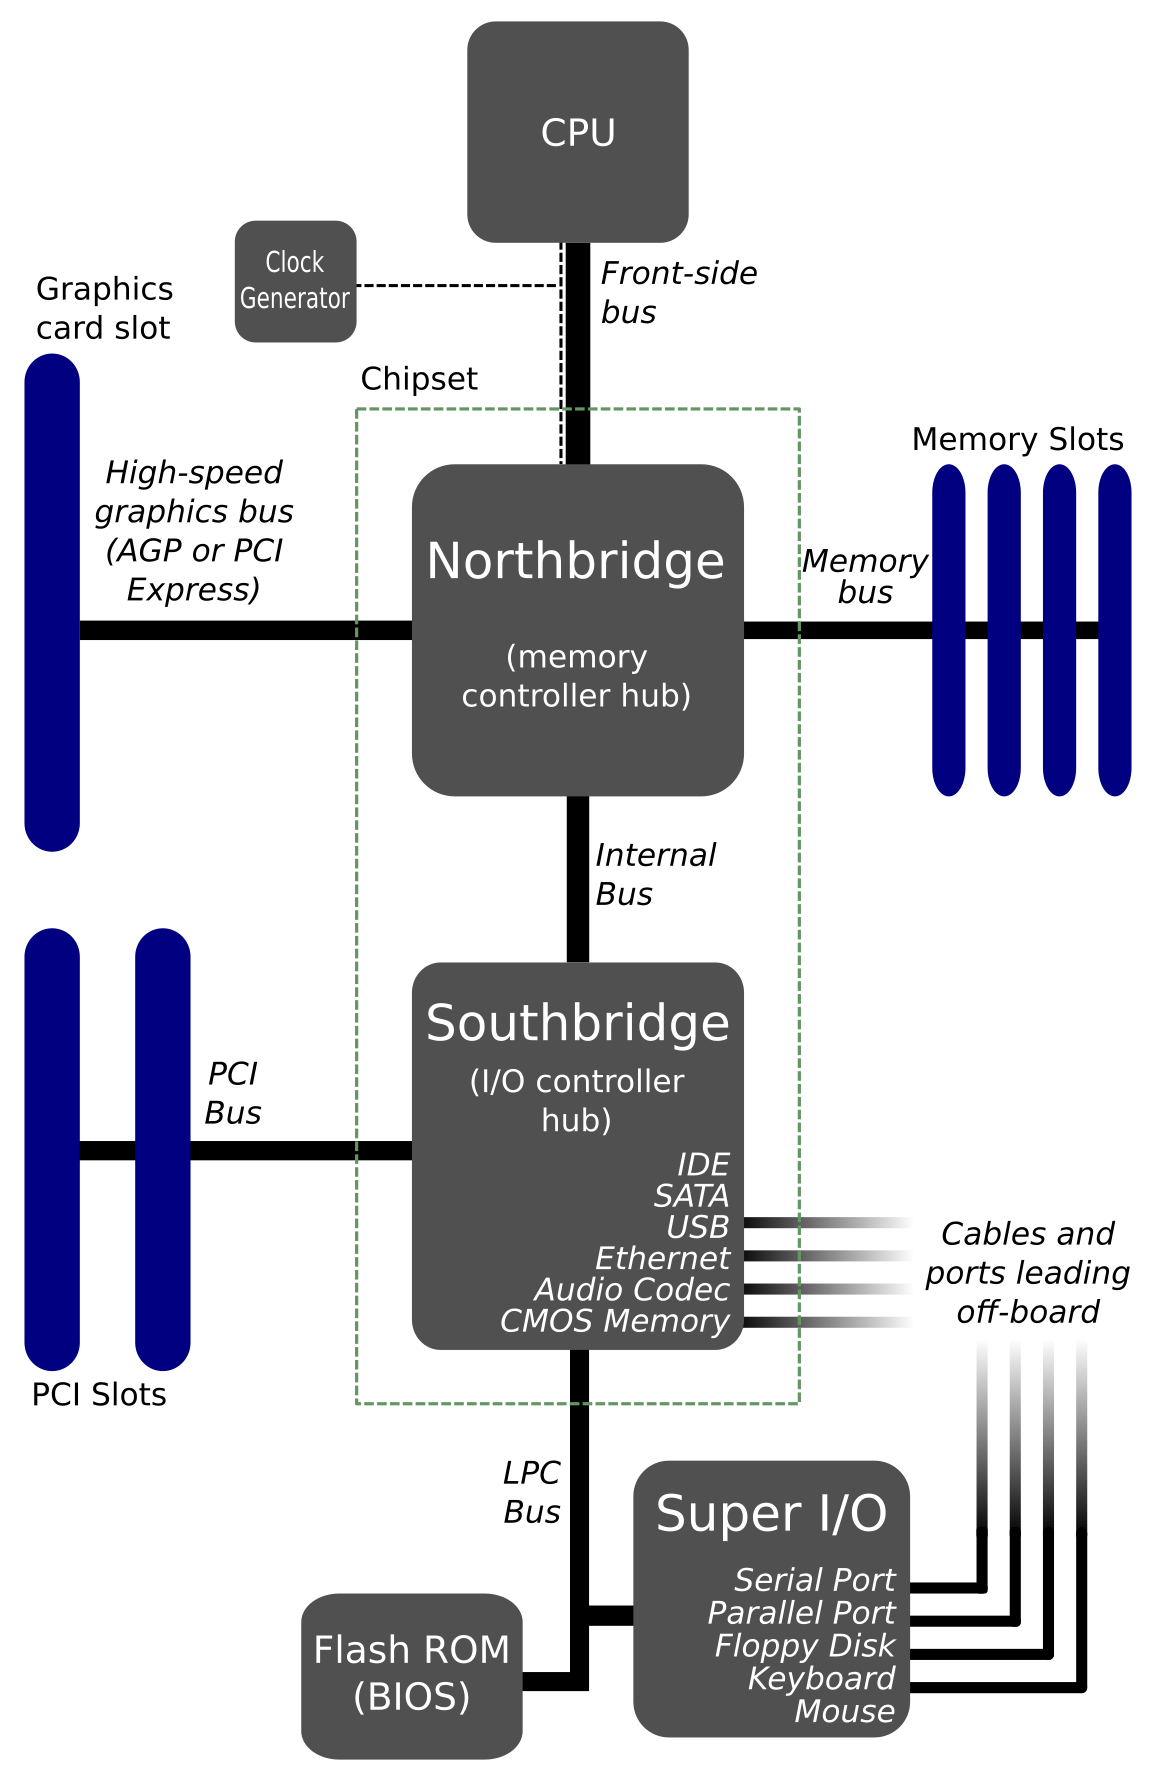 CPU
Clock
Generator
Front-side
bus
Graphics
card slot
Chipset
Memory Slots
High-speed
graphics bus
(AGP or PCI
Express)
Northbridge
(memory
controller hub)
Memory
bus
Internal
Bus
Southbridge
(I/O controller
hub)
IDE
SATA
USB
Ethernet
Audio Codec
CMOS Memory
PCI
Bus
PCI Slots
Cables and
ports leading
off-board
LPC
Bus
Super I/O
Serial Port
Parallel Port
Floppy Disk
Keyboard
Mouse
Flash ROM
(BIOS)